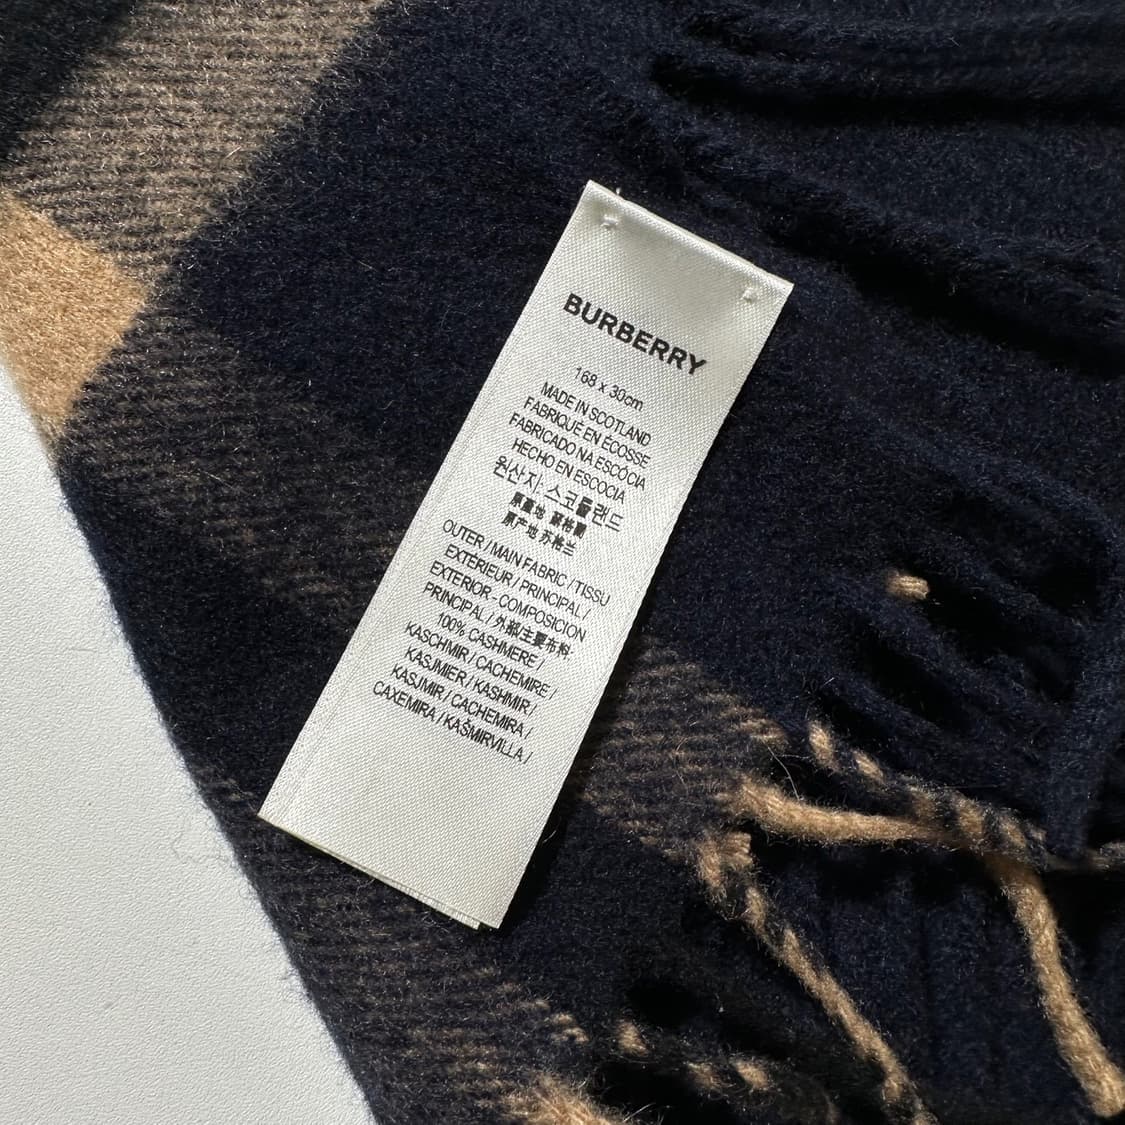 BURBERRY
168 x 30cm
MADE IN SCOTLAND
FABRIQUÉ EN ÉCOSSE
FABRICADO NA ESCÓCIA
HECHO EN ESCOCIA
원산지: 스코틀랜드
原產地 蘇格蘭
原产地 苏格兰
OUTER / MAIN FABRIC / TISSU
EXTÉRIEUR / PRINCIPAL /
EXTERIOR - COMPOSICION
PRINCIPAL / 外部/主要布料:
100% CASHMERE /
KASCHMIR / CACHEMIRE /
KASJMIER / KASHMIR /
KASJMIR / CACHEMIRA /
CAXEMIRA / KAŠMIRVILLA /